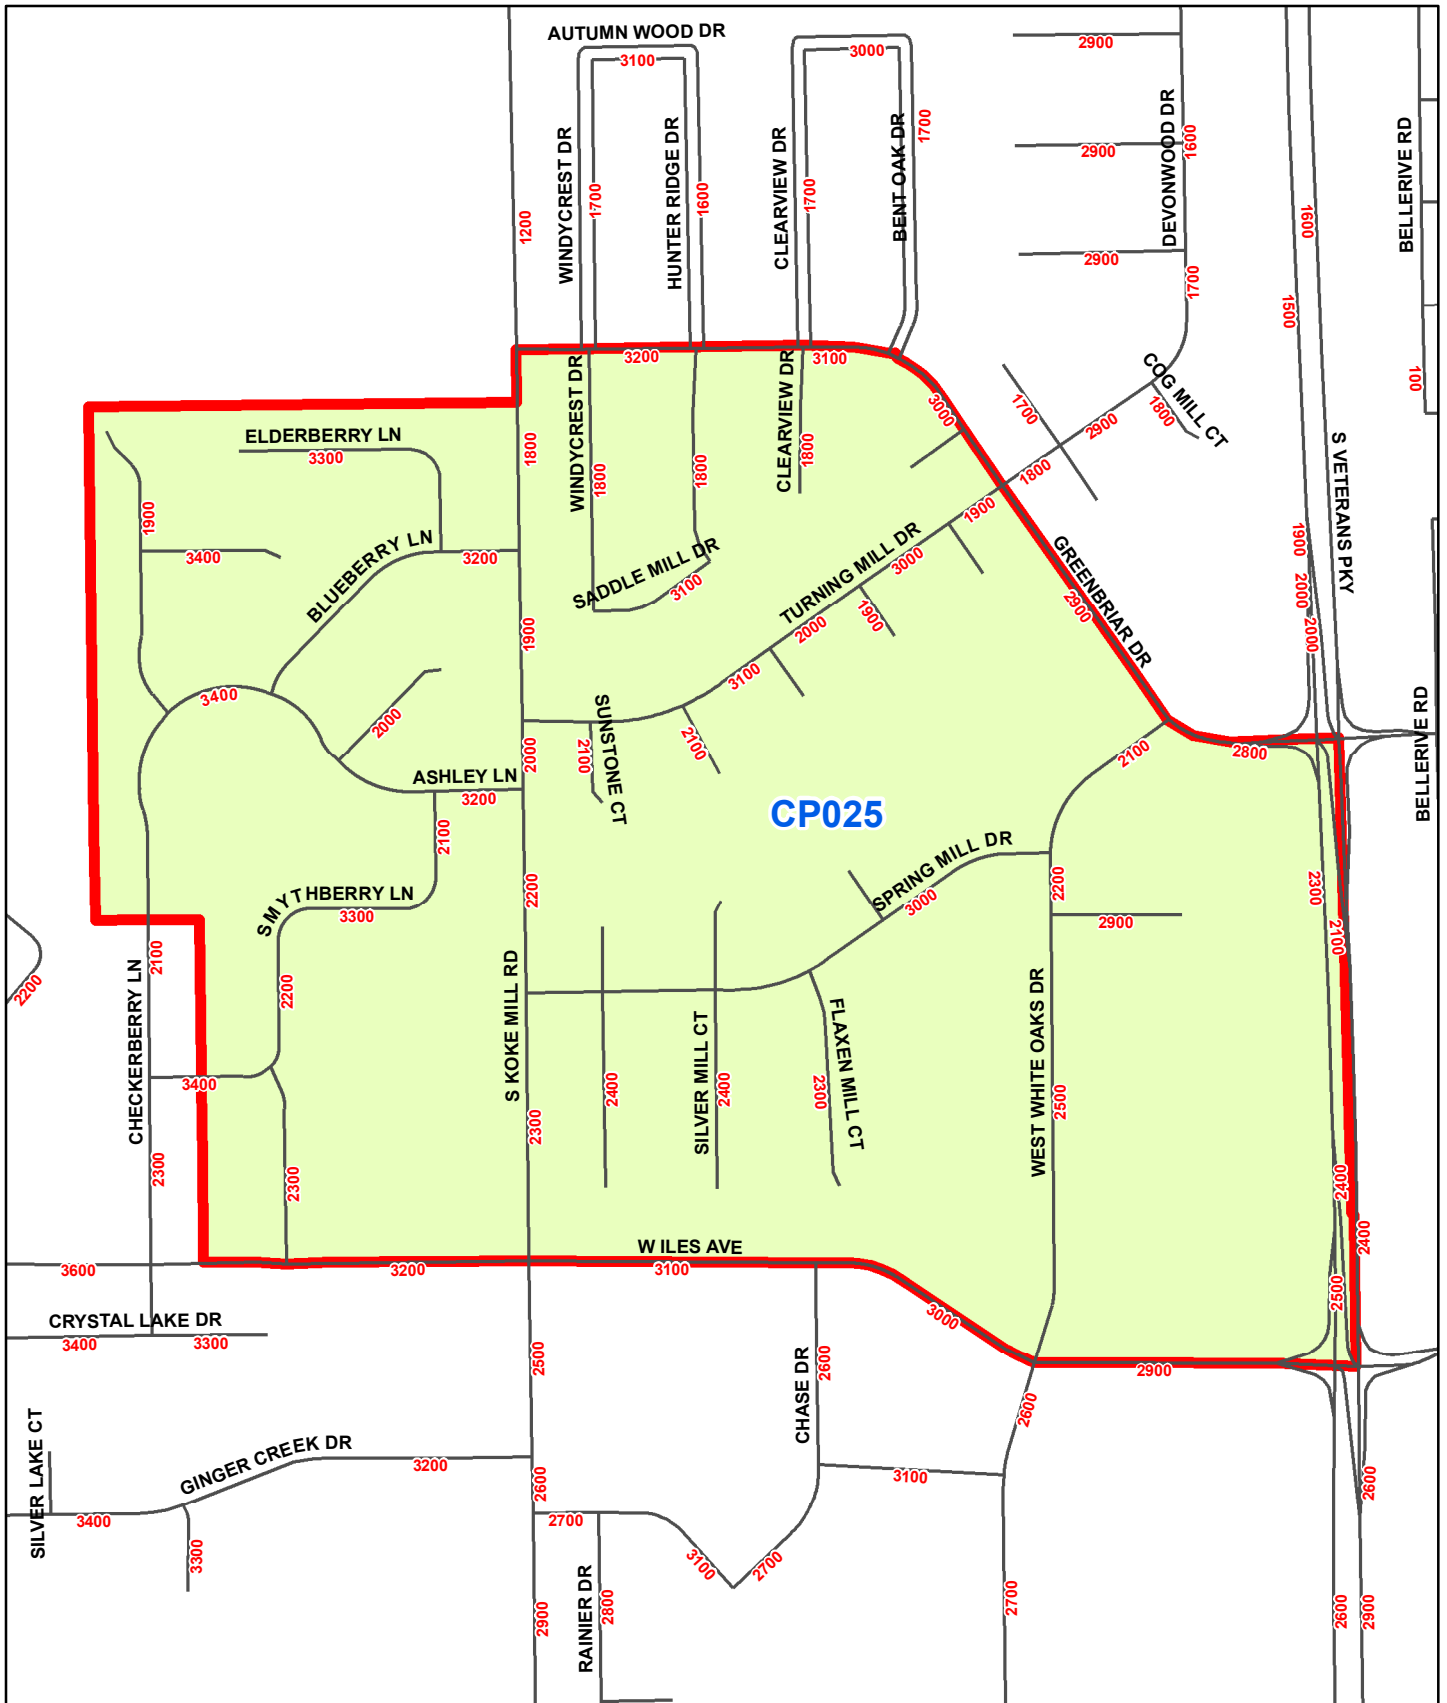 AUTUMN WOOD DR
3100
3000
2900
1700
1600
2900
2900
WINDYCREST DR
1700
HUNTER RIDGE DR
1600
CLEARVIEW DR
1700
BENT OAK DR
DEVONWOOD DR
BELLERIVE RD
1200
1600
1500
1700
3200
3100
100
COG MILL CT
1800
1700
2900
1800
3000
ELDERBERRY LN
3300
1800
WINDYCREST DR
1800
1800
CLEARVIEW DR
1800
S VETERANS PKY
1900
3400
BLUEBERRY LN
3200
SADDLE MILL DR
3100
TURNING MILL DR
3000
1900
1900
2000
3100
GREENBRIAR DR
2900
1900
2000
2000
1900
3400
2000
2000
SUNSTONE CT
2100
2100
2100
2800
ASHLEY LN
3200
BELLERIVE RD
CP025
2100
SMYTHBERRY LN
3300
2200
SPRING MILL DR
3000
2200
2900
2300
2100
2200
2100
CHECKERBERRY LN
2200
S KOKE MILL RD
SILVER MILL CT
FLAXEN MILL CT
WEST WHITE OAKS DR
3400
2400
2400
2300
2500
2300
2300
2300
2400
2400
W ILES AVE
3600
3200
3100
2500
3000
CRYSTAL LAKE DR
3400
3300
2500
CHASE DR
2600
2900
2600
SILVER LAKE CT
GINGER CREEK DR
3200
3100
2600
2600
3400
3300
2700
3100
2700
RAINIER DR
2800
2900
2700
2600
2900